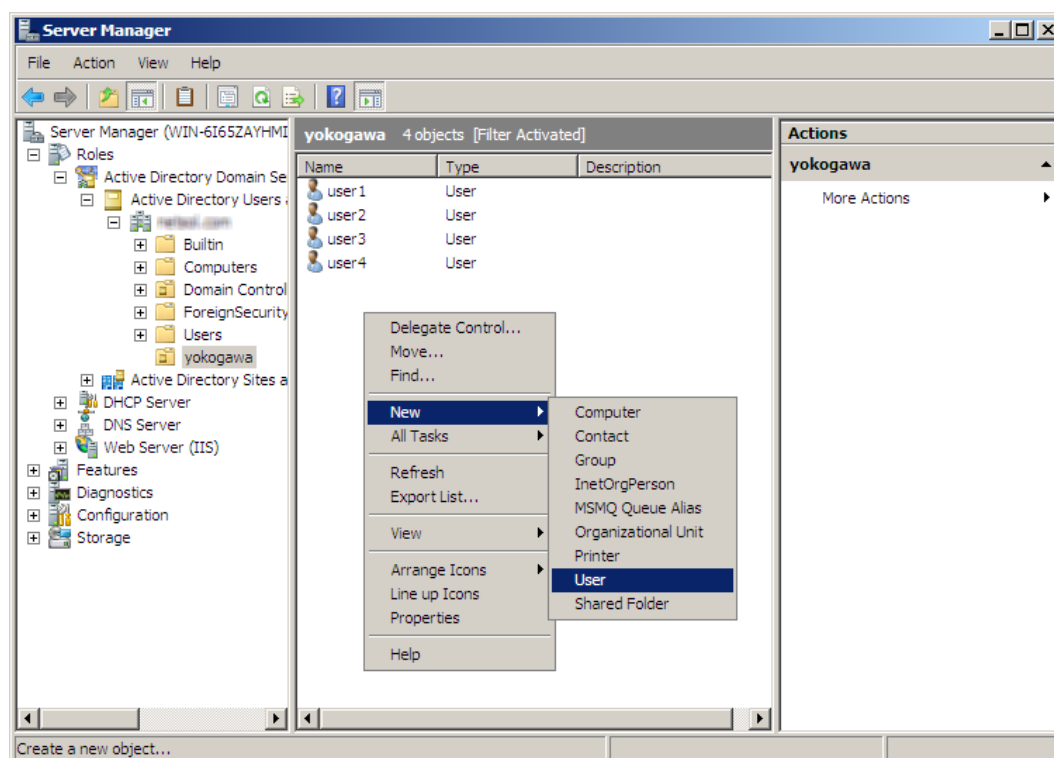 Server Manager
File Action View Help
Server Manager (WIN-6I65ZAYHMI
Roles
Active Directory Domain Se
Active Directory Users
Builtin
Computers
Domain Control
ForeignSecurity
Users
yokogawa
Active Directory Sites a
DHCP Server
DNS Server
Web Server (IIS)
Features
Diagnostics
Configuration
Storage
yokogawa 4 objects [Filter Activated]
Name Type Description
user1 User
user2 User
user3 User
user4 User
Delegate Control...
Move...
Find...
New
All Tasks
Refresh
Export List...
View
Arrange Icons
Line up Icons
Properties
Help
Computer
Contact
Group
InetOrgPerson
MSMQ Queue Alias
Organizational Unit
Printer
User
Shared Folder
Actions
yokogawa
More Actions
Create a new object...